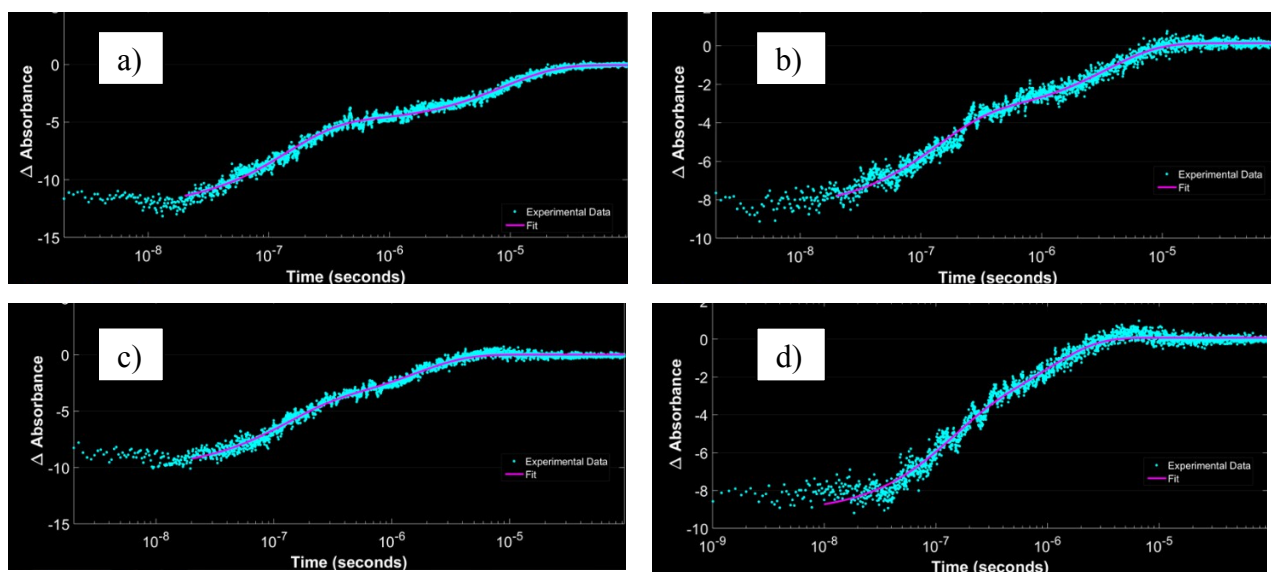 a)
0
-5
-10
-15
Δ Absorbance
Experimental Data
Fit
10⁻⁸ 10⁻⁷ 10⁻⁶ 10⁻⁵
Time (seconds)
b)
2
0
-2
-4
-6
-8
-10
Δ Absorbance
Experimental Data
Fit
10⁻⁸ 10⁻⁷ 10⁻⁶ 10⁻⁵
Time (seconds)
c)
0
-5
-10
-15
Δ Absorbance
Experimental Data
Fit
10⁻⁸ 10⁻⁷ 10⁻⁶ 10⁻⁵
Time (seconds)
d)
2
0
-2
-4
-6
-8
-10
Δ Absorbance
Experimental Data
Fit
10⁻⁹ 10⁻⁸ 10⁻⁷ 10⁻⁶ 10⁻⁵
Time (seconds)